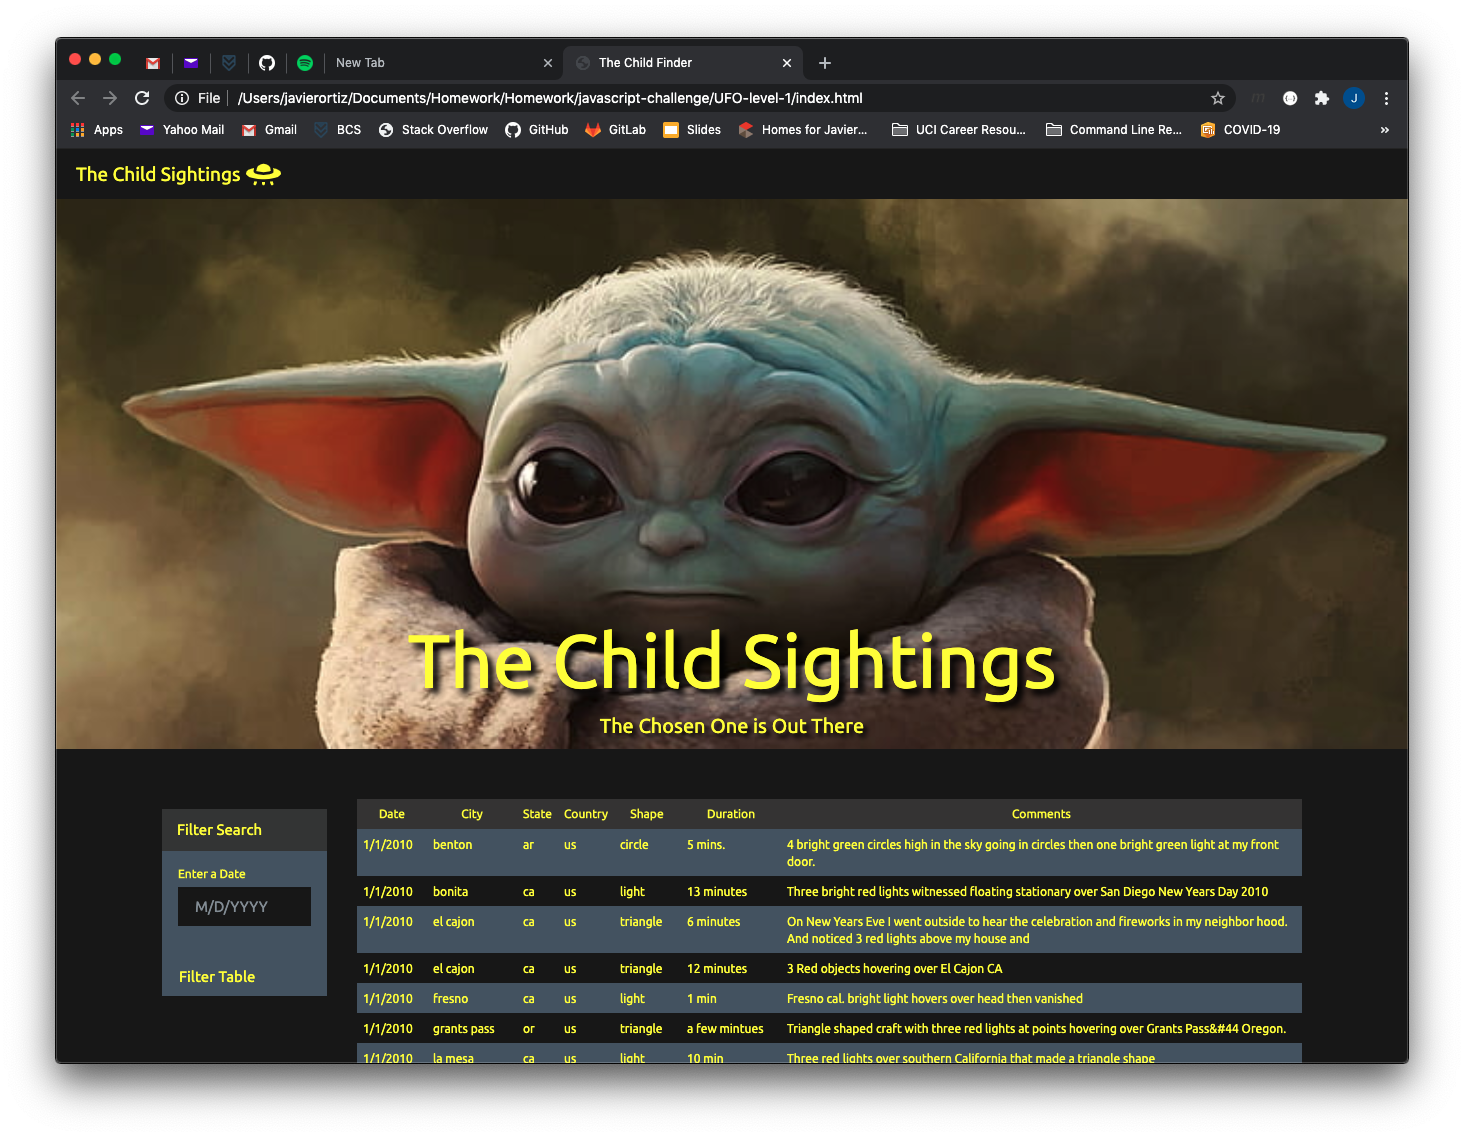 New Tab
The Child Finder
File | /Users/javierortiz/Documents/Homework/Homework/javascript-challenge/UFO-level-1/index.html
J
Apps Yahoo Mail Gmail BCS Stack Overflow GitHub GitLab Slides Homes for Javier... UCI Career Resou... Command Line Re... COVID-19 »
The Child Sightings
The Child Sightings
The Chosen One is Out There
Filter Search
Enter a Date
M/D/YYYY
Filter Table
Date City State Country Shape Duration Comments
1/1/2010 benton ar us circle 5 mins. 4 bright green circles high in the sky going in circles then one bright green light at my front
door.
1/1/2010 bonita ca us light 13 minutes Three bright red lights witnessed floating stationary over San Diego New Years Day 2010
1/1/2010 el cajon ca us triangle 6 minutes On New Years Eve I went outside to hear the celebration and fireworks in my neighbor hood.
And noticed 3 red lights above my house and
1/1/2010 el cajon ca us triangle 12 minutes 3 Red objects hovering over El Cajon CA
1/1/2010 fresno ca us light 1 min Fresno cal. bright light hovers over head then vanished
1/1/2010 grants pass or us triangle a few mintues Triangle shaped craft with three red lights at points hovering over Grants Pass&#44 Oregon.
1/1/2010 la mesa ca us light 10 min Three red lights over southern California that made a triangle shape